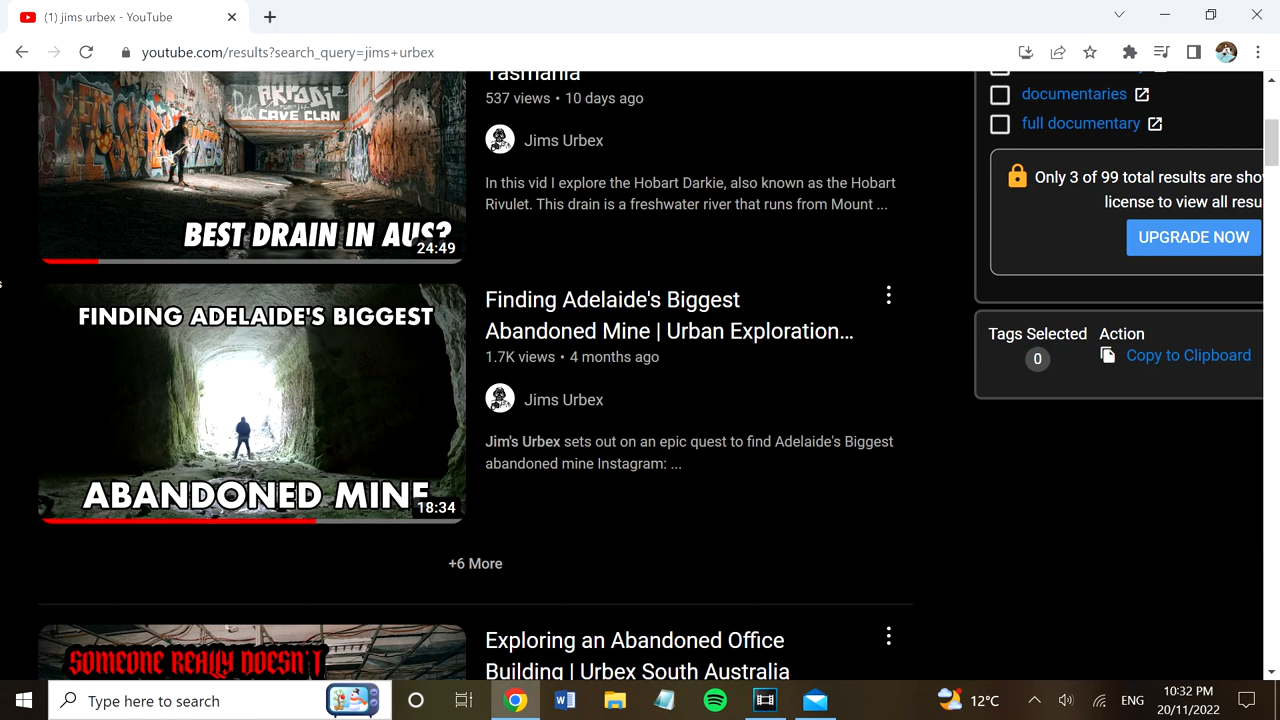 (1) jims urbex - YouTube
youtube.com/results?search_query=jims+urbex
Tasmania
537 views • 10 days ago
Jims Urbex
In this vid I explore the Hobart Darkie, also known as the Hobart
Rivulet. This drain is a freshwater river that runs from Mount ...
CAVE CLAN
BEST DRAIN IN AUS?
24:49
documentaries
full documentary
Only 3 of 99 total results are sho
license to view all resu
UPGRADE NOW
FINDING ADELAIDE'S BIGGEST
ABANDONED MINE
18:34
Finding Adelaide's Biggest
Abandoned Mine | Urban Exploration...
1.7K views • 4 months ago
Jims Urbex
Jim's Urbex sets out on an epic quest to find Adelaide's Biggest
abandoned mine Instagram: ...
Tags Selected
0
Action
Copy to Clipboard
+6 More
SOMEONE REALLY DOESN'T
Exploring an Abandoned Office
Building | Urbex South Australia
Type here to search
12°C
ENG
10:32 PM
20/11/2022